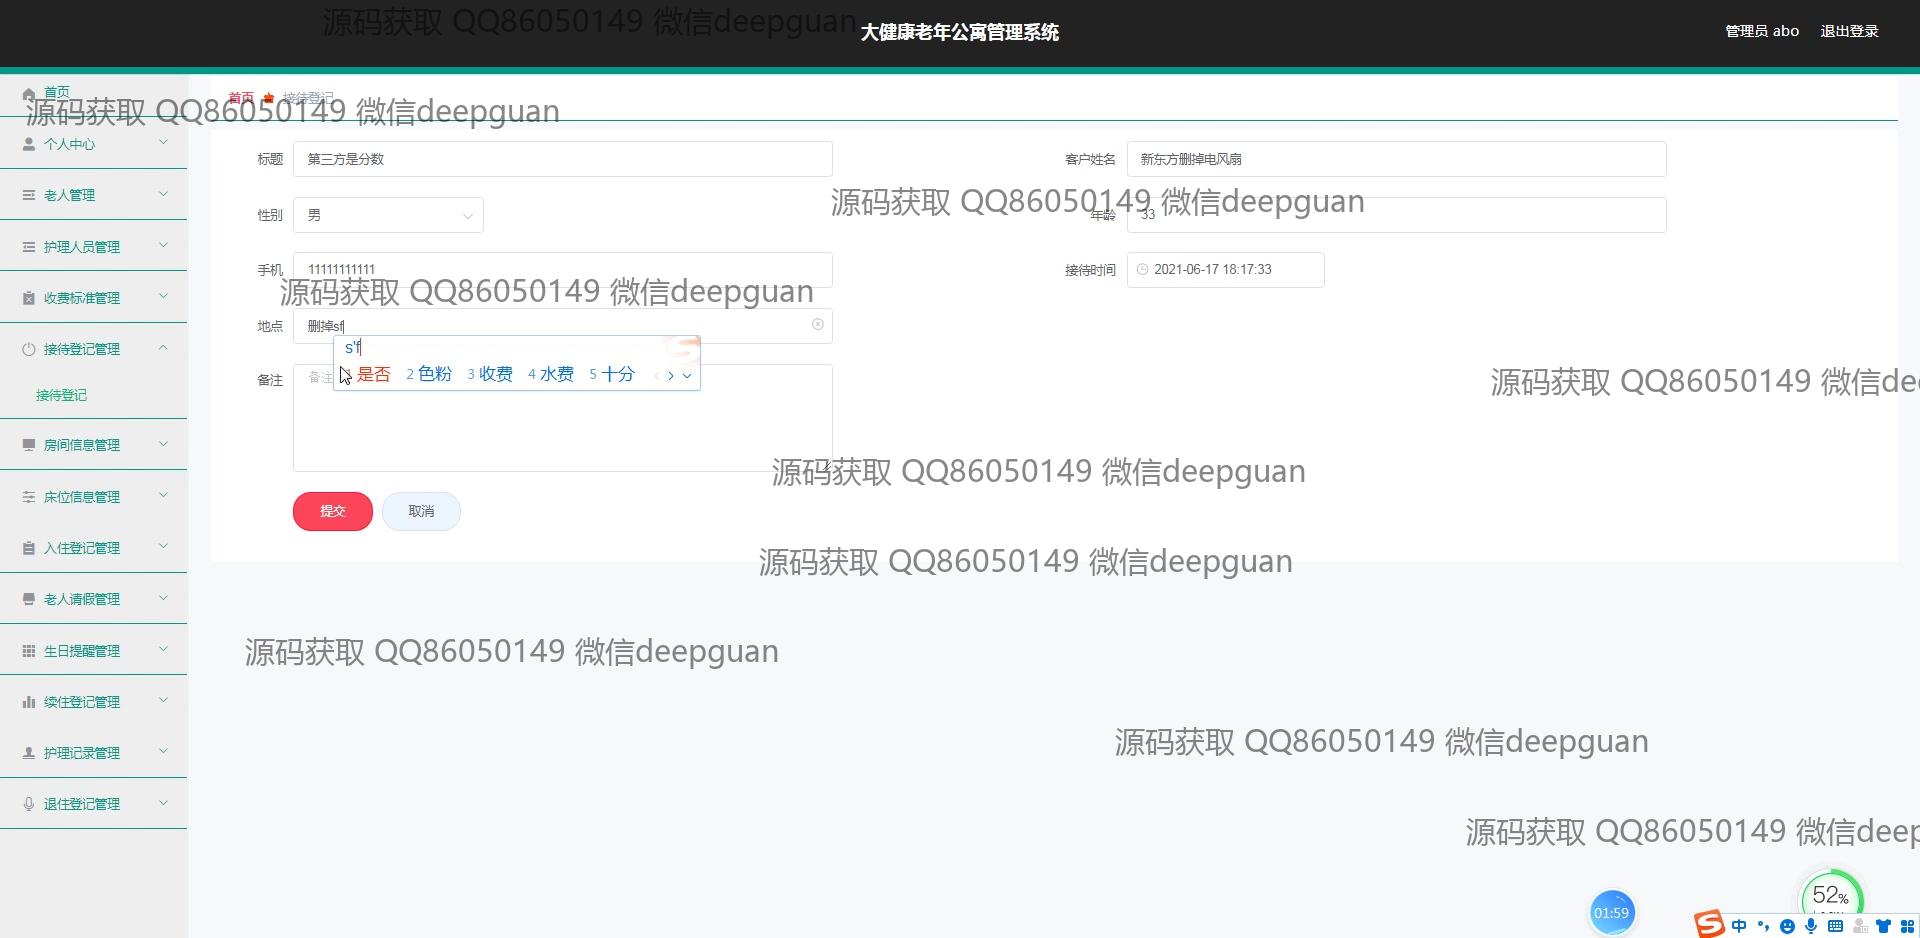 源码获取 QQ86050149 微信deepguan
大健康老年公寓管理系统
管理员 abo 退出登录
首页
首页 接待登记
源码获取 QQ86050149 微信deepguan
个人中心
标题 第三方是分数 客户姓名 新东方删掉电风扇
老人管理
源码获取 QQ86050149 微信deepguan
性别 男 年龄 33
护理人员管理
手机 11111111111 接待时间 2021-06-17 18:17:33
源码获取 QQ86050149 微信deepguan
收费标准管理
地点 删掉sf
接待登记管理
s'f
备注 备注 是否 2 色粉 3 收费 4 水费 5 十分
源码获取 QQ86050149 微信de
接待登记
房间信息管理
源码获取 QQ86050149 微信deepguan
床位信息管理
提交 取消
入住登记管理
源码获取 QQ86050149 微信deepguan
老人请假管理
生日提醒管理
源码获取 QQ86050149 微信deepguan
续住登记管理
源码获取 QQ86050149 微信deepguan
护理记录管理
退住登记管理
源码获取 QQ86050149 微信deep
52%
01:59
中